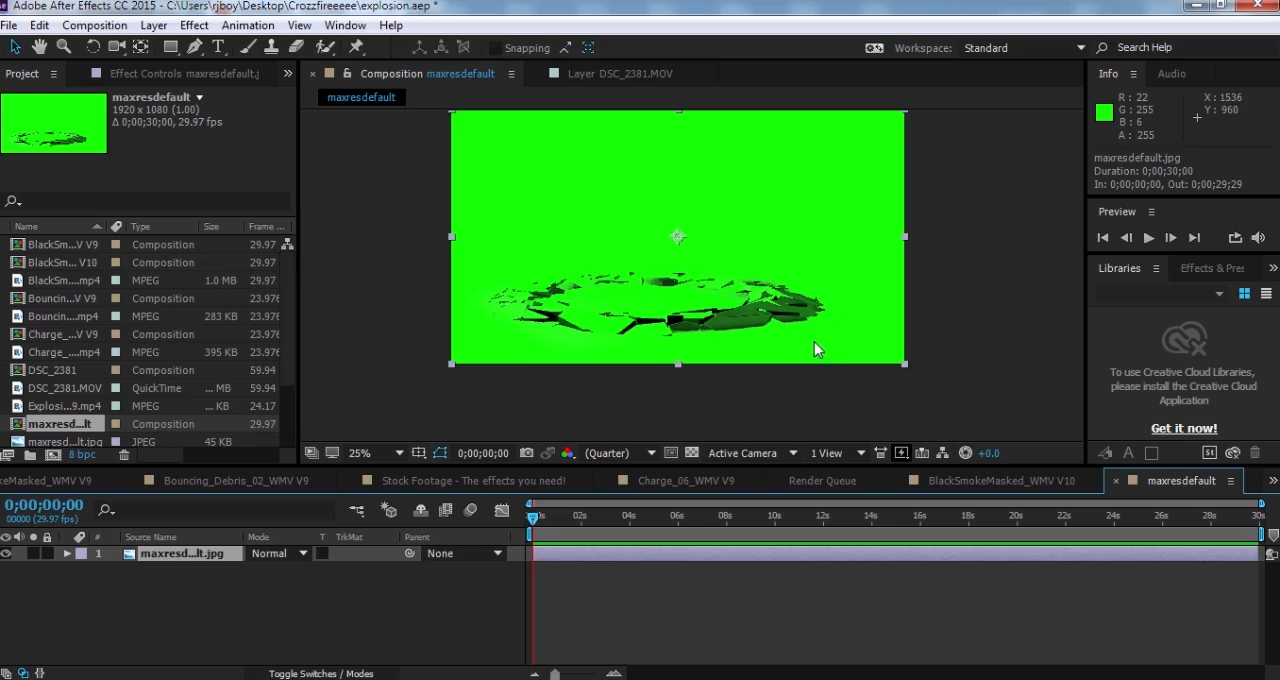 Adobe After Effects CC 2015 - C:\Users\rjboy\Desktop\Crozzfireeeee\explosion.aep *
File Edit Composition Layer Effect Animation View Window Help
Snapping Workspace: Standard Search Help
Project Effect Controls maxresdefault.j Composition maxresdefault Layer DSC_2381.MOV Info Audio
maxresdefault
maxresdefault
1920 x 1080 (1.00)
Δ 0;00;30;00, 29.97 fps
R : 22
G : 255
B : 6
A : 255
X : 1536
Y : 960
maxresdefault.jpg
Duration: 0;00;30;00
In: 0;00;00;00, Out: 0;00;29;29
Preview
Libraries Effects & Pres
Name Type Size Frame ...
BlackSm...V V9 Composition 29.97
BlackSm... V10 Composition 29.97
BlackSm...mp4 MPEG 1.0 MB 29.97
Bouncin...V V9 Composition 23.976
Bouncin....mp4 MPEG 283 KB 23.976
Charge_...V V9 Composition 23.976
Charge_....mp4 MPEG 395 KB 23.976
DSC_2381 Composition 59.94
DSC_2381.MOV QuickTime ... MB 59.94
Explosi...9.mp4 MPEG ... KB 24.17
maxresd...lt Composition 29.97
maxresd...lt.jpg JPEG 45 KB
8 bpc
To use Creative Cloud Libraries,
please install the Creative Cloud
Application
Get it now!
25% 0;00;00;00 (Quarter) Active Camera 1 View +0.0
keMasked_WMV V9 Bouncing_Debris_02_WMV V9 Stock Footage - The effects you need! Charge_06_WMV V9 Render Queue BlackSmokeMasked_WMV V10 maxresdefault
0;00;00;00
00000 (29.97 fps)
02s 04s 06s 08s 10s 12s 14s 16s 18s 20s 22s 24s 26s 28s 30s
# Source Name Mode T TrkMat Parent
1 maxresd...lt.jpg Normal None
Toggle Switches / Modes